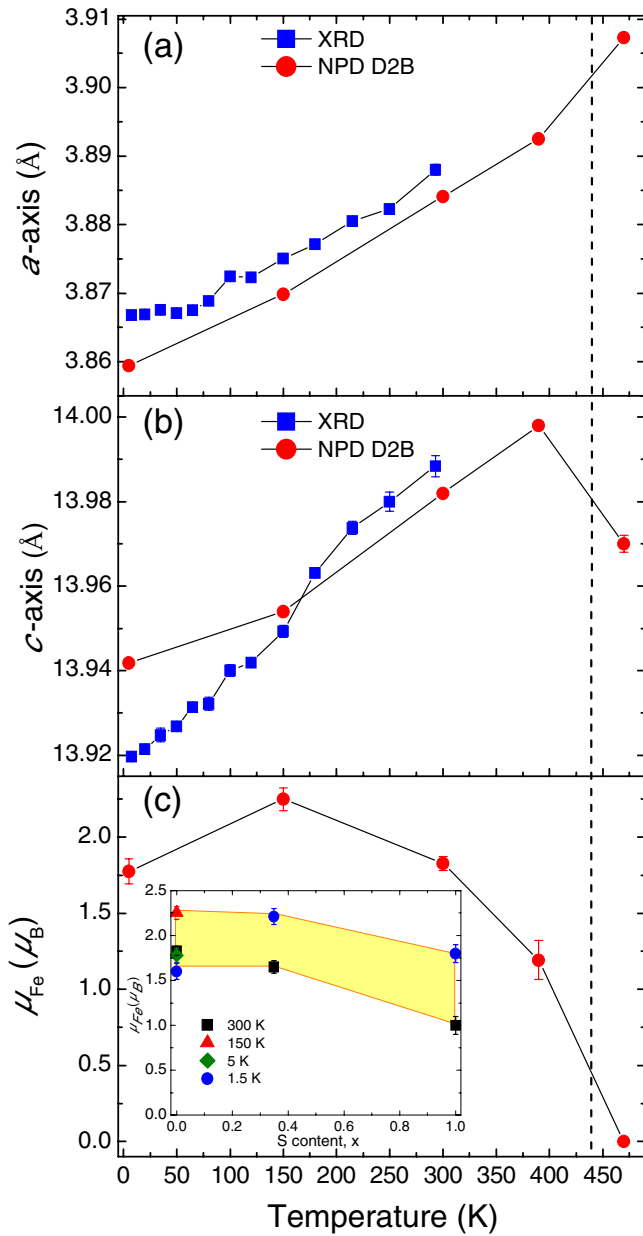 3.91
(a)
XRD
NPD D2B
3.90
3.89
3.88
3.87
3.86
a-axis (Å)
14.00
(b)
XRD
NPD D2B
13.98
13.96
13.94
13.92
c-axis (Å)
(c)
2.0
1.5
1.0
0.5
0.0
μFe (μB)
2.5
2.0
1.5
1.0
0.5
0.0
μFe(μB)
300 K
150 K
5 K
1.5 K
0.0 0.2 0.4 0.6 0.8 1.0
S content, x
0 50 100 150 200 250 300 350 400 450
Temperature (K)